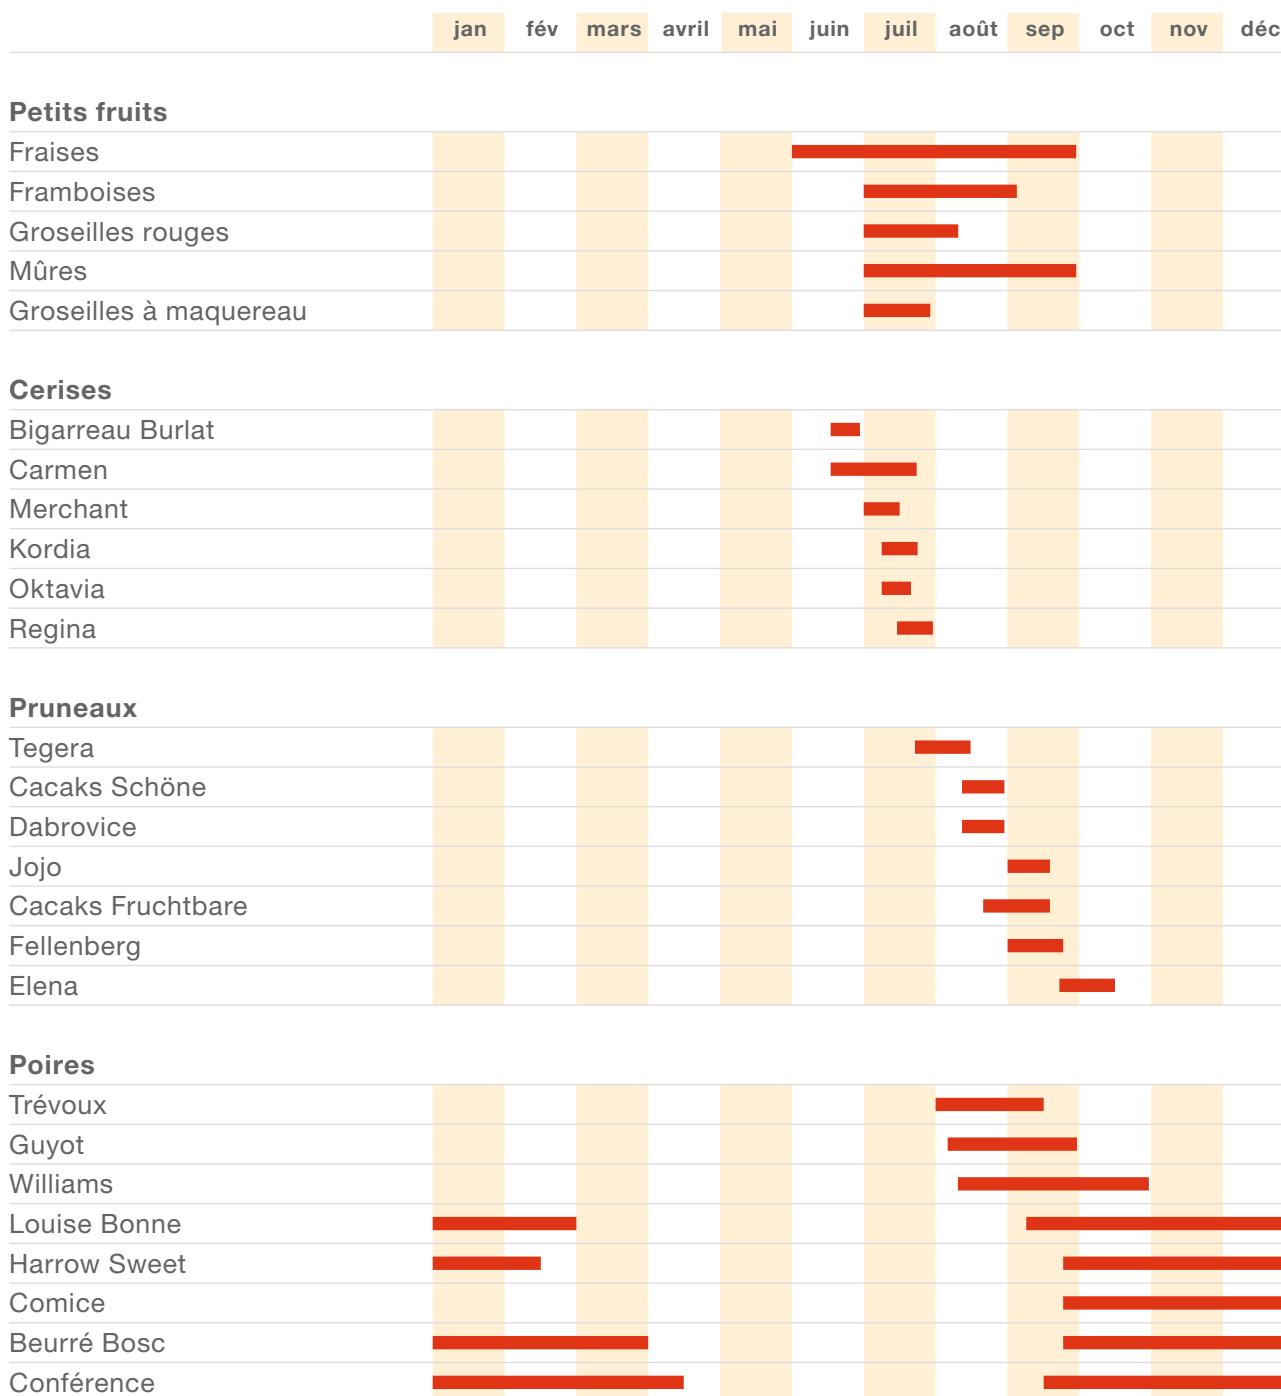 jan fév mars avril mai juin juil août sep oct nov déc
Petits fruits
Fraises
Framboises
Groseilles rouges
Mûres
Groseilles à maquereau
Cerises
Bigarreau Burlat
Carmen
Merchant
Kordia
Oktavia
Regina
Pruneaux
Tegera
Cacaks Schöne
Dabrovice
Jojo
Cacaks Fruchtbare
Fellenberg
Elena
Poires
Trévoux
Guyot
Williams
Louise Bonne
Harrow Sweet
Comice
Beurré Bosc
Conférence